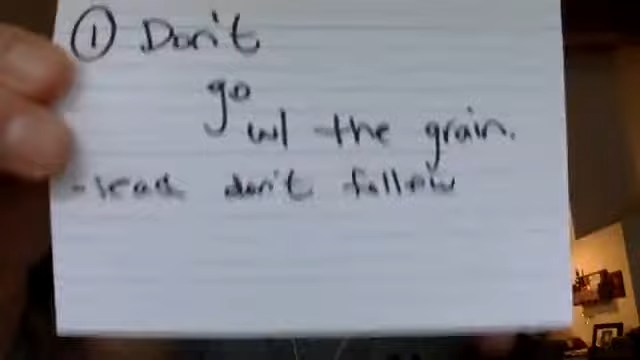 ① Don't
go
w/ the grain.
- lead don't follow